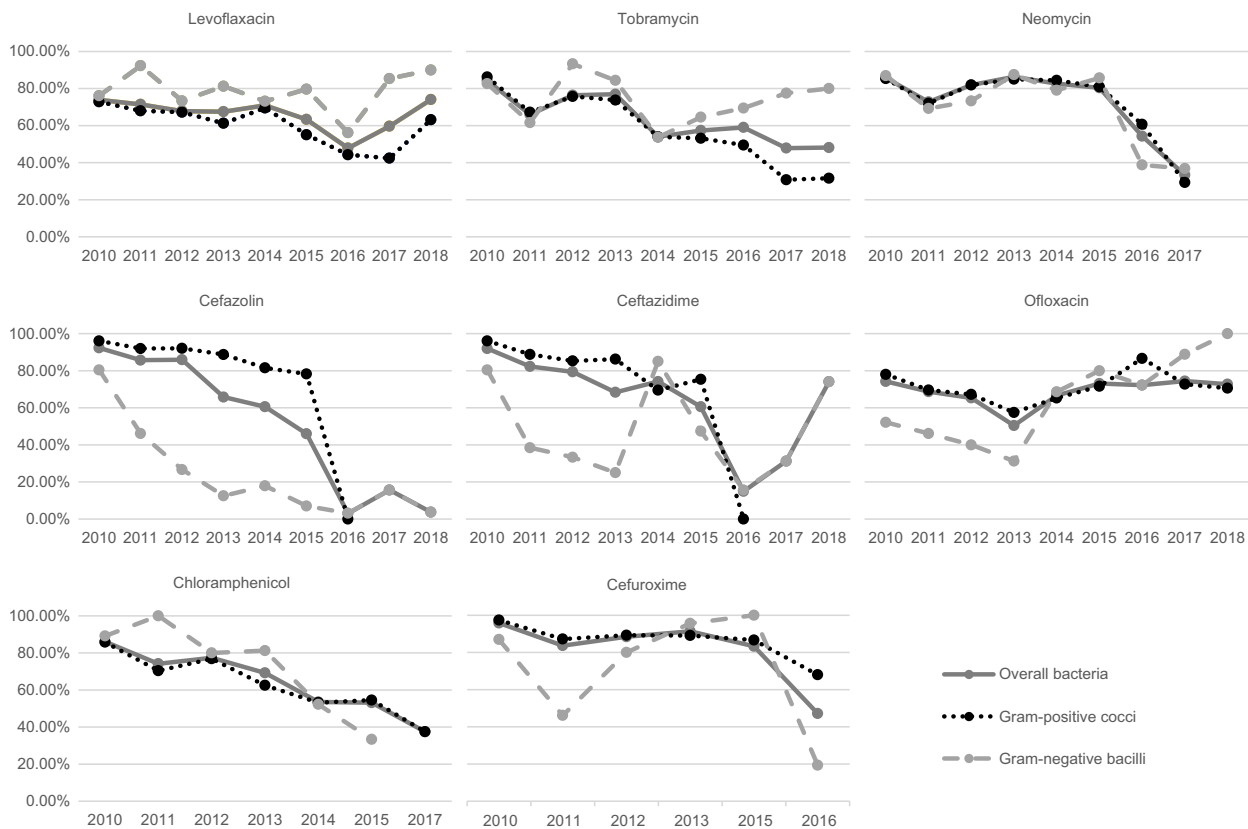 Levoflaxacin
Tobramycin
Neomycin
100.00%
80.00%
60.00%
40.00%
20.00%
0.00%
2010 2011 2012 2013 2014 2015 2016 2017 2018
2010 2011 2012 2013 2014 2015 2016 2017 2018
2010 2011 2012 2013 2014 2015 2016 2017
Cefazolin
Ceftazidime
Ofloxacin
100.00%
80.00%
60.00%
40.00%
20.00%
0.00%
2010 2011 2012 2013 2014 2015 2016 2017 2018
2010 2011 2012 2013 2014 2015 2016 2017 2018
2010 2011 2012 2013 2014 2015 2016 2017 2018
Chloramphenicol
Cefuroxime
100.00%
80.00%
60.00%
40.00%
20.00%
0.00%
2010 2011 2012 2013 2014 2015 2017
2010 2011 2012 2013 2015 2016
Overall bacteria
Gram-positive cocci
Gram-negative bacilli